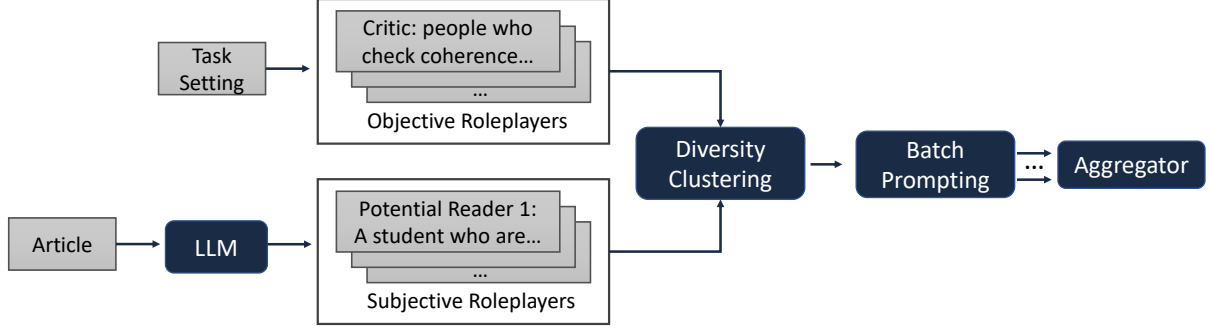 Task
Setting
Critic: people who
check coherence…
...
Objective Roleplayers
Article
LLM
Potential Reader 1:
A student who are…
...
Subjective Roleplayers
Diversity
Clustering
Batch
Prompting
...
Aggregator